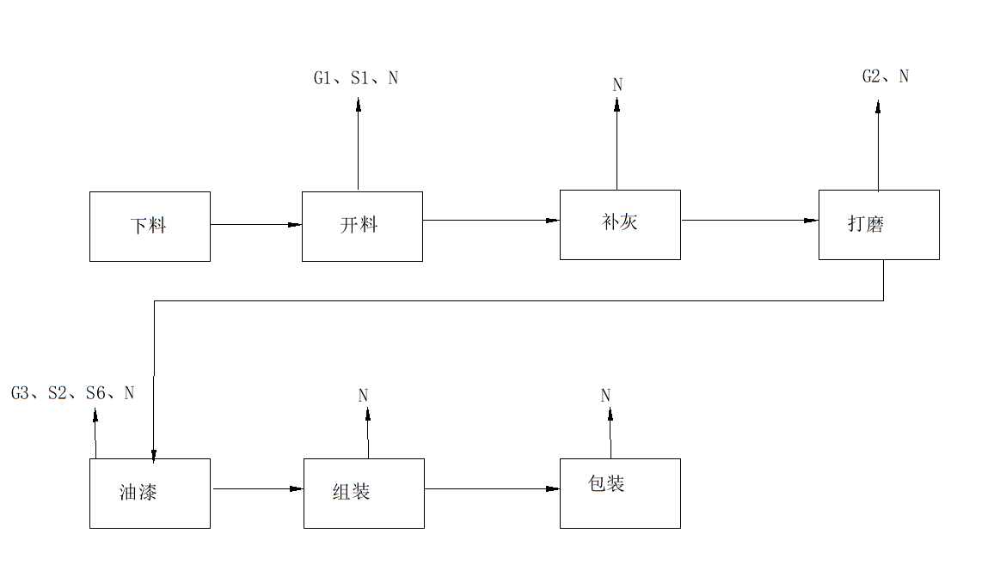 G1、S1、N
N
G2、N
下料
开料
补灰
打磨
G3、S2、S6、N
N
N
油漆
组装
包装